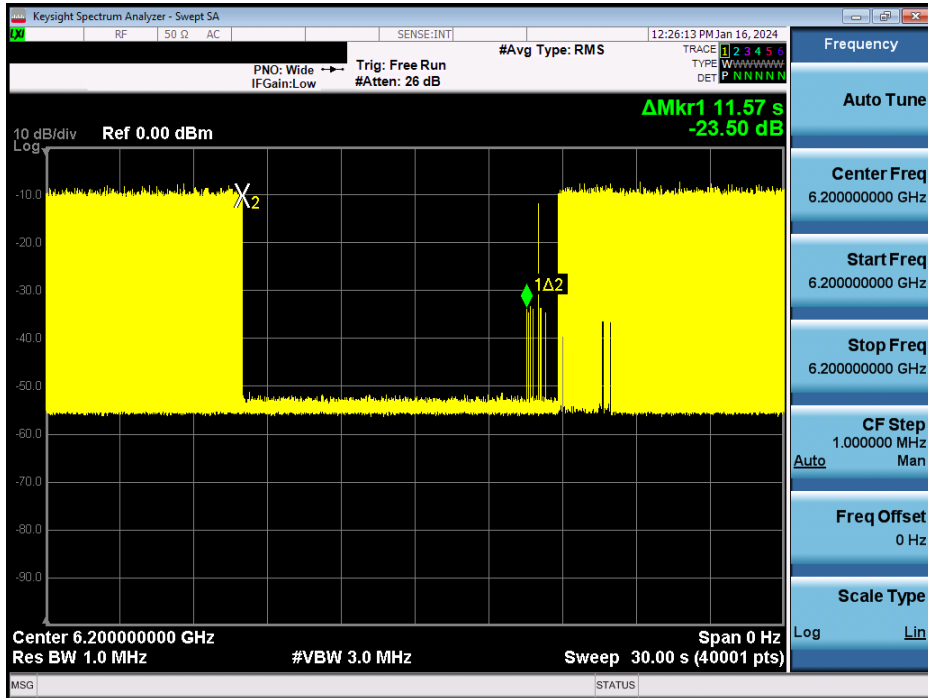 Keysight Spectrum Analyzer - Swept SA
LXI RF 50 Ω AC SENSE:INT 12:26:13 PM Jan 16, 2024
#Avg Type: RMS TRACE 1 2 3 4 5 6
PNO: Wide Trig: Free Run TYPE WWWWWW
IFGain:Low #Atten: 26 dB DET P N N N N N
ΔMkr1 11.57 s
-23.50 dB
10 dB/div Ref 0.00 dBm
Log
-10.0
X2
-20.0
-30.0
1Δ2
-40.0
-50.0
-60.0
-70.0
-80.0
-90.0
Center 6.200000000 GHz Span 0 Hz
Res BW 1.0 MHz #VBW 3.0 MHz Sweep 30.00 s (40001 pts)
MSG STATUS
Frequency
Auto Tune
Center Freq
6.200000000 GHz
Start Freq
6.200000000 GHz
Stop Freq
6.200000000 GHz
CF Step
1.000000 MHz
Auto Man
Freq Offset
0 Hz
Scale Type
Log Lin